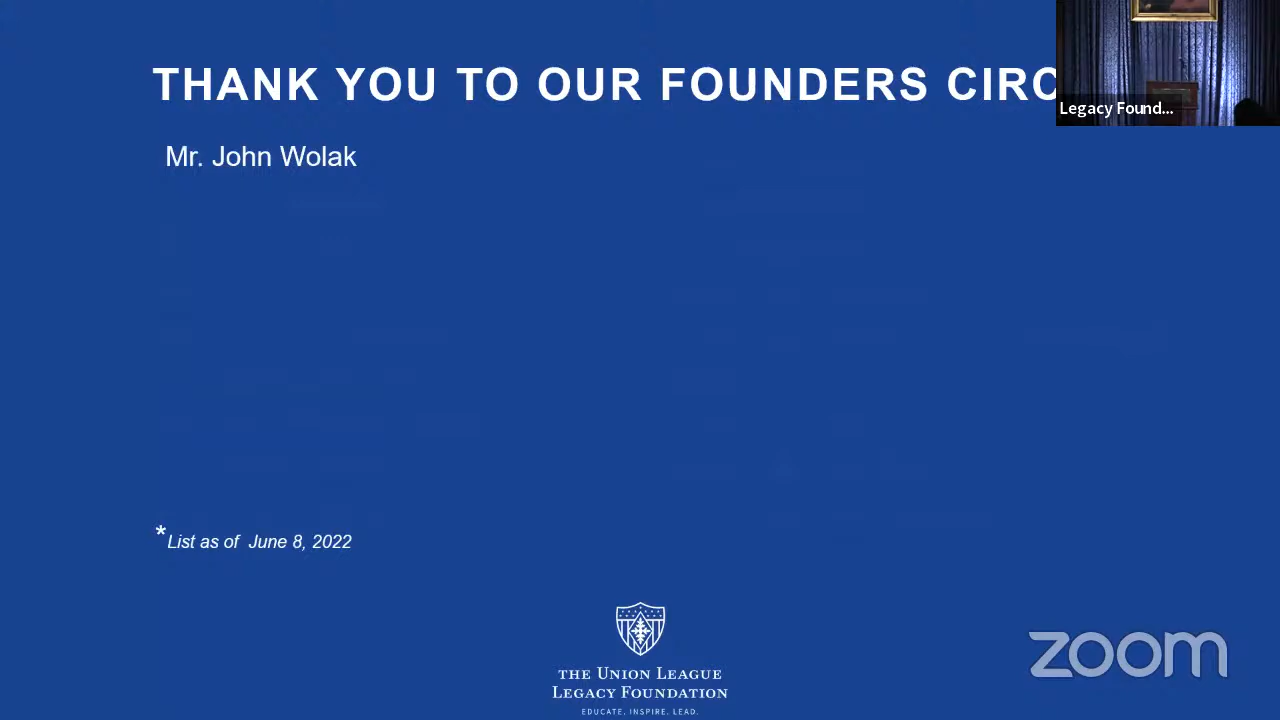 THANK YOU TO OUR FOUNDERS CIRC
Legacy Found...
Mr. John Wolak
*List as of June 8, 2022
THE UNION LEAGUE
LEGACY FOUNDATION
EDUCATE. INSPIRE. LEAD.
zoom